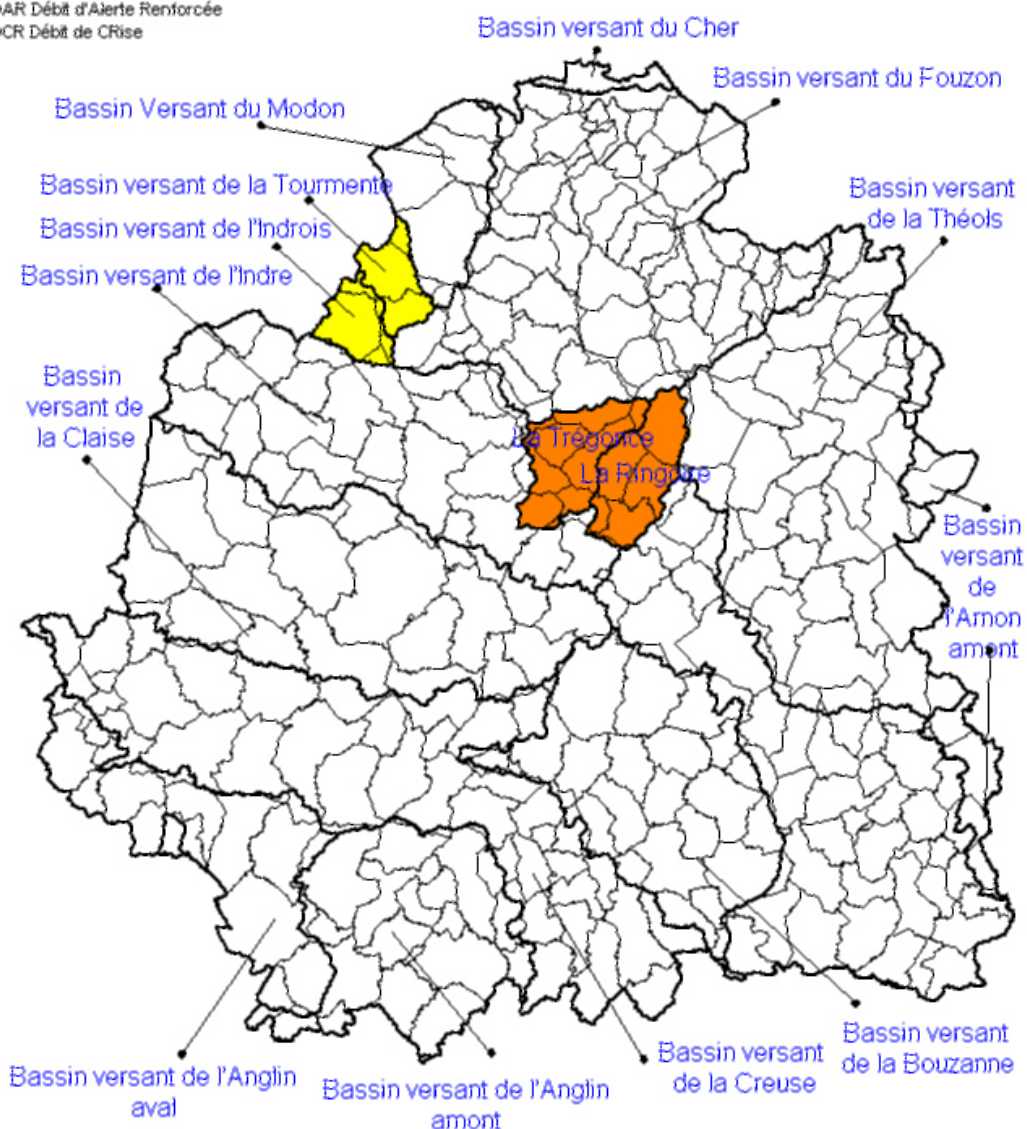 DAR Débit d'Alerte Renforcée
DCR Débit de CRise
Bassin versant du Cher
Bassin versant du Fouzon
Bassin Versant du Modon
Bassin versant de la Tourmente
Bassin versant
de la Théols
Bassin versant de l'Indrois
Bassin versant de l'Indre
Bassin
versant de
la Claise
La Trégonce
La Ringoire
Bassin
versant
de
l'Arnon
amont
Bassin versant
de la Bouzanne
Bassin versant
de la Creuse
Bassin versant de l'Anglin
aval
Bassin versant de l'Anglin
amont